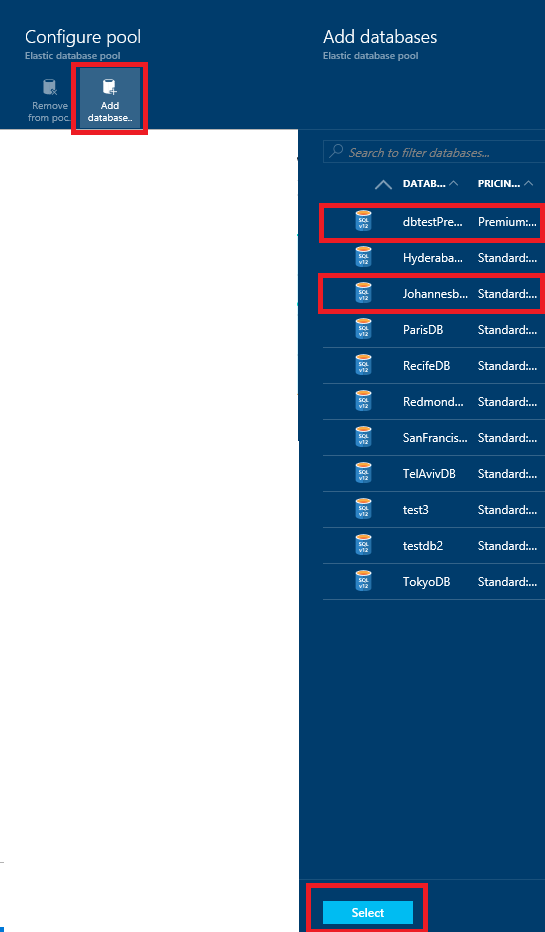 Configure pool
Elastic database pool
Remove
from poc..
Add
database..
Add databases
Elastic database pool
Search to filter databases...
DATAB... PRICIN...
SQL v12 dbtestPre... Premium:...
SQL v12 Hyderaba... Standard:...
SQL v12 Johannesb... Standard:...
SQL v12 ParisDB Standard:...
SQL v12 RecifeDB Standard:...
SQL v12 Redmond... Standard:...
SQL v12 SanFrancis... Standard:...
SQL v12 TelAvivDB Standard:...
SQL v12 test3 Standard:...
SQL v12 testdb2 Standard:...
SQL v12 TokyoDB Standard:...
Select